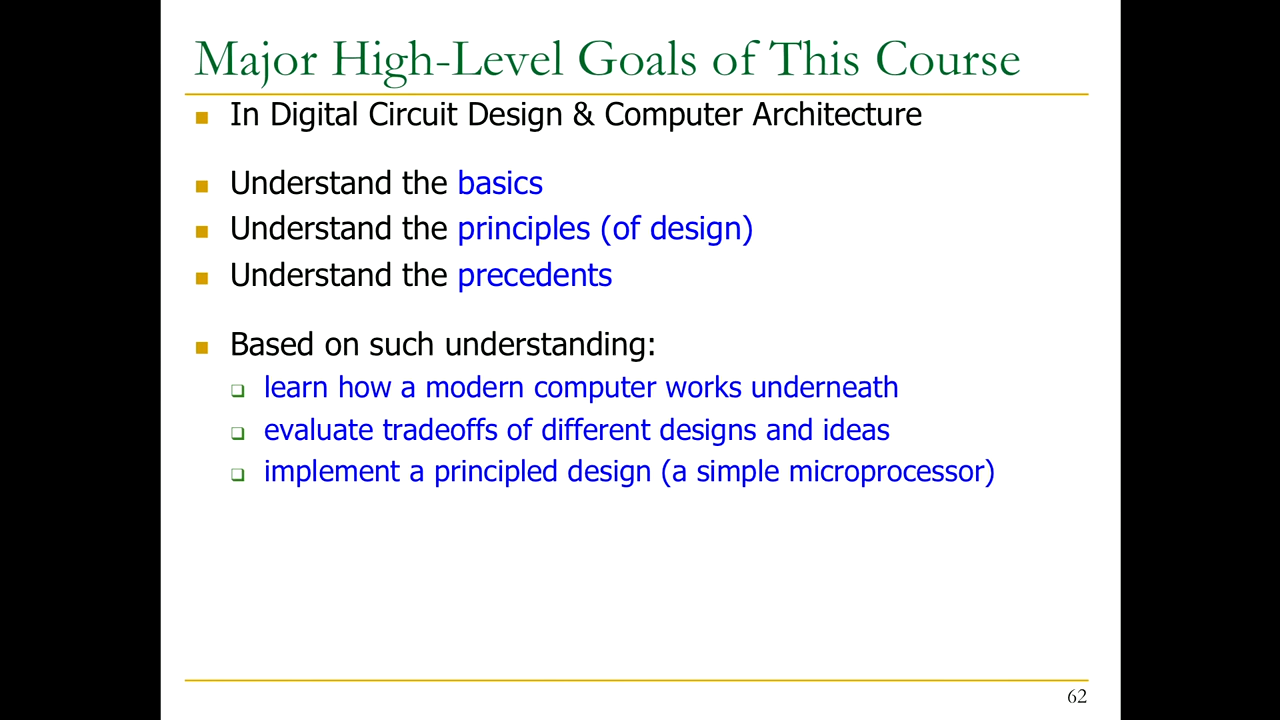 Major High-Level Goals of This Course
In Digital Circuit Design & Computer Architecture
Understand the basics
Understand the principles (of design)
Understand the precedents
Based on such understanding:
learn how a modern computer works underneath
evaluate tradeoffs of different designs and ideas
implement a principled design (a simple microprocessor)
62